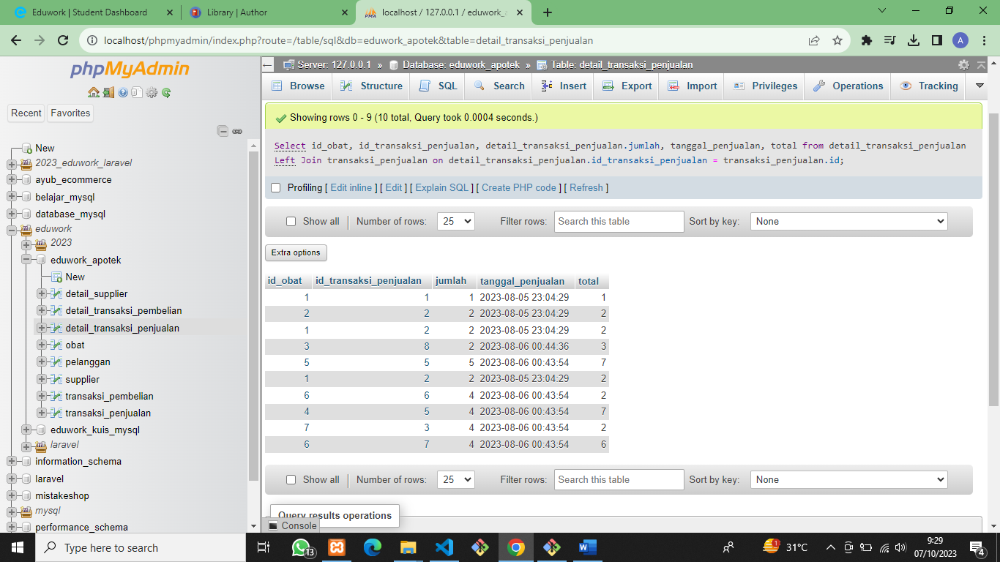 Eduwork | Student Dashboard
Library | Author
localhost / 127.0.0.1 / eduwork_a
localhost/phpmyadmin/index.php?route=/table/sql&db=eduwork_apotek&table=detail_transaksi_penjualan
A
phpMyAdmin
Recent
Favorites
New
2023_eduwork_laravel
ayub_ecommerce
belajar_mysql
database_mysql
eduwork
2023
eduwork_apotek
New
detail_supplier
detail_transaksi_pembelian
detail_transaksi_penjualan
obat
pelanggan
supplier
transaksi_pembelian
transaksi_penjualan
eduwork_kuis_mysql
laravel
information_schema
laravel
mistakeshop
mysql
performance_schema
Server: 127.0.0.1 » Database: eduwork_apotek » Table: detail_transaksi_penjualan
Browse Structure SQL Search Insert Export Import Privileges Operations Tracking
Showing rows 0 - 9 (10 total, Query took 0.0004 seconds.)
Select id_obat, id_transaksi_penjualan, detail_transaksi_penjualan.jumlah, tanggal_penjualan, total from detail_transaksi_penjualan
Left Join transaksi_penjualan on detail_transaksi_penjualan.id_transaksi_penjualan = transaksi_penjualan.id;
Profiling [ Edit inline ] [ Edit ] [ Explain SQL ] [ Create PHP code ] [ Refresh ]
Show all Number of rows: 25 Filter rows: Search this table Sort by key: None
Extra options
id_obat id_transaksi_penjualan jumlah tanggal_penjualan total
1 1 1 2023-08-05 23:04:29 1
2 2 2 2023-08-05 23:04:29 2
1 2 2 2023-08-05 23:04:29 2
3 8 2 2023-08-06 00:44:36 3
5 5 5 2023-08-06 00:43:54 7
1 2 2 2023-08-05 23:04:29 2
6 6 4 2023-08-06 00:43:54 2
4 5 4 2023-08-06 00:43:54 7
7 3 4 2023-08-06 00:43:54 2
6 7 4 2023-08-06 00:43:54 6
Show all Number of rows: 25 Filter rows: Search this table Sort by key: None
Query results operations
Console
Type here to search
13
1
31°C
9:29
07/10/2023
4